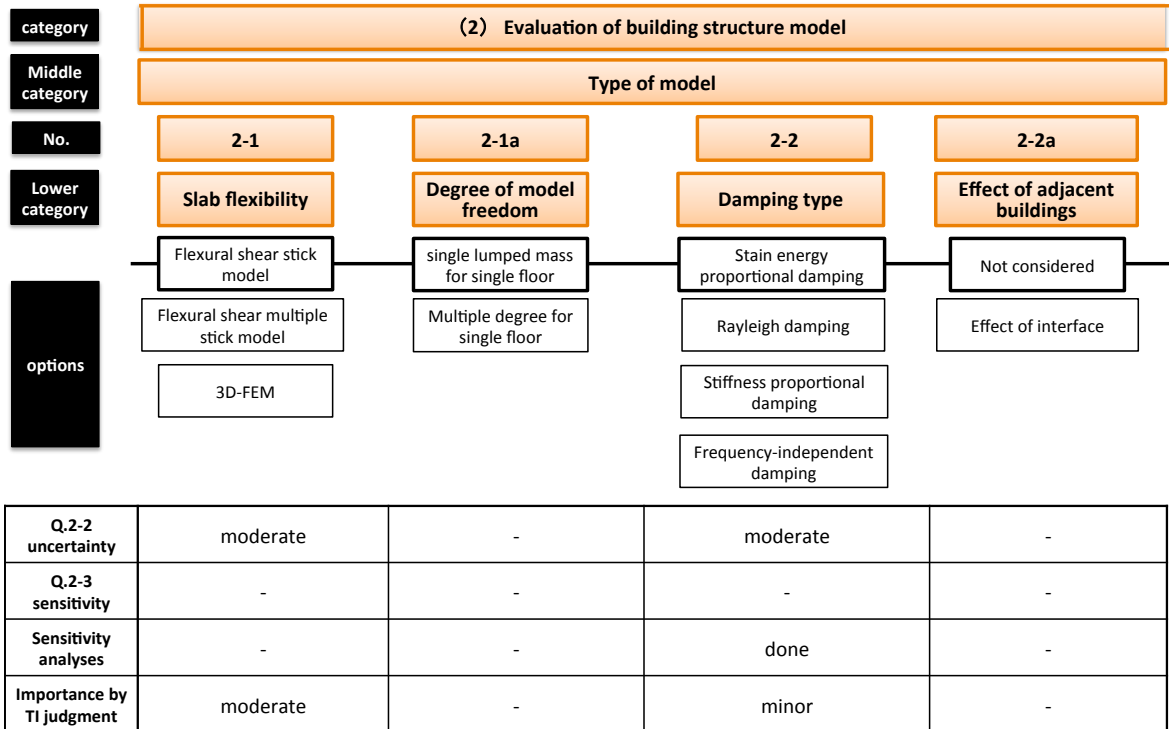 category
（2） Evaluation of building structure model
Middle
category
Type of model
No.
2-1
2-1a
2-2
2-2a
Lower
category
Slab flexibility
Degree of model
freedom
Damping type
Effect of adjacent
buildings
options
Flexural shear stick
model
single lumped mass
for single floor
Stain energy
proportional damping
Not considered
Flexural shear multiple
stick model
Multiple degree for
single floor
Rayleigh damping
Effect of interface
3D-FEM
Stiffness proportional
damping
Frequency-independent
damping
Q.2-2
uncertainty
moderate
-
moderate
-
Q.2-3
sensitivity
-
-
-
-
Sensitivity
analyses
-
-
done
-
Importance by
TI judgment
moderate
-
minor
-